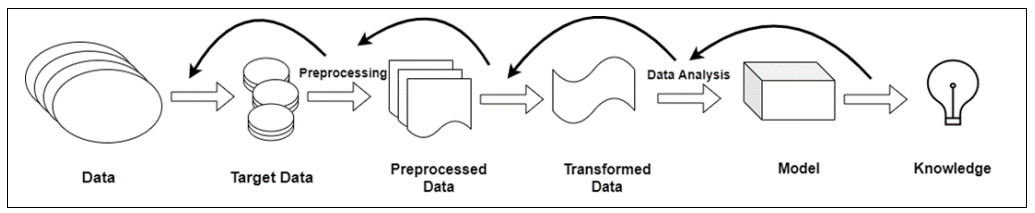 Preprocessing
Data Analysis
Data
Target Data
Preprocessed
Data
Transformed
Data
Model
Knowledge